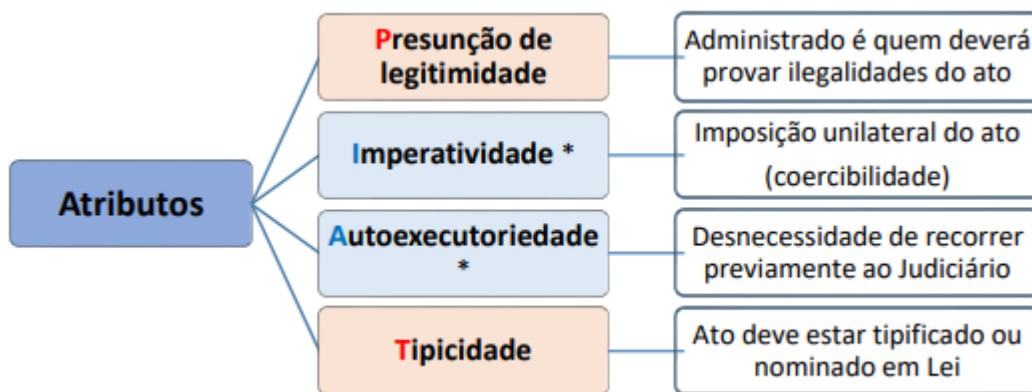 Atributos
Presunção de
legitimidade
Administrado é quem deverá
provar ilegalidades do ato
Imperatividade *
Imposição unilateral do ato
(coercibilidade)
Autoexecutoriedade
*
Desnecessidade de recorrer
previamente ao Judiciário
Tipicidade
Ato deve estar tipificado ou
nominado em Lei